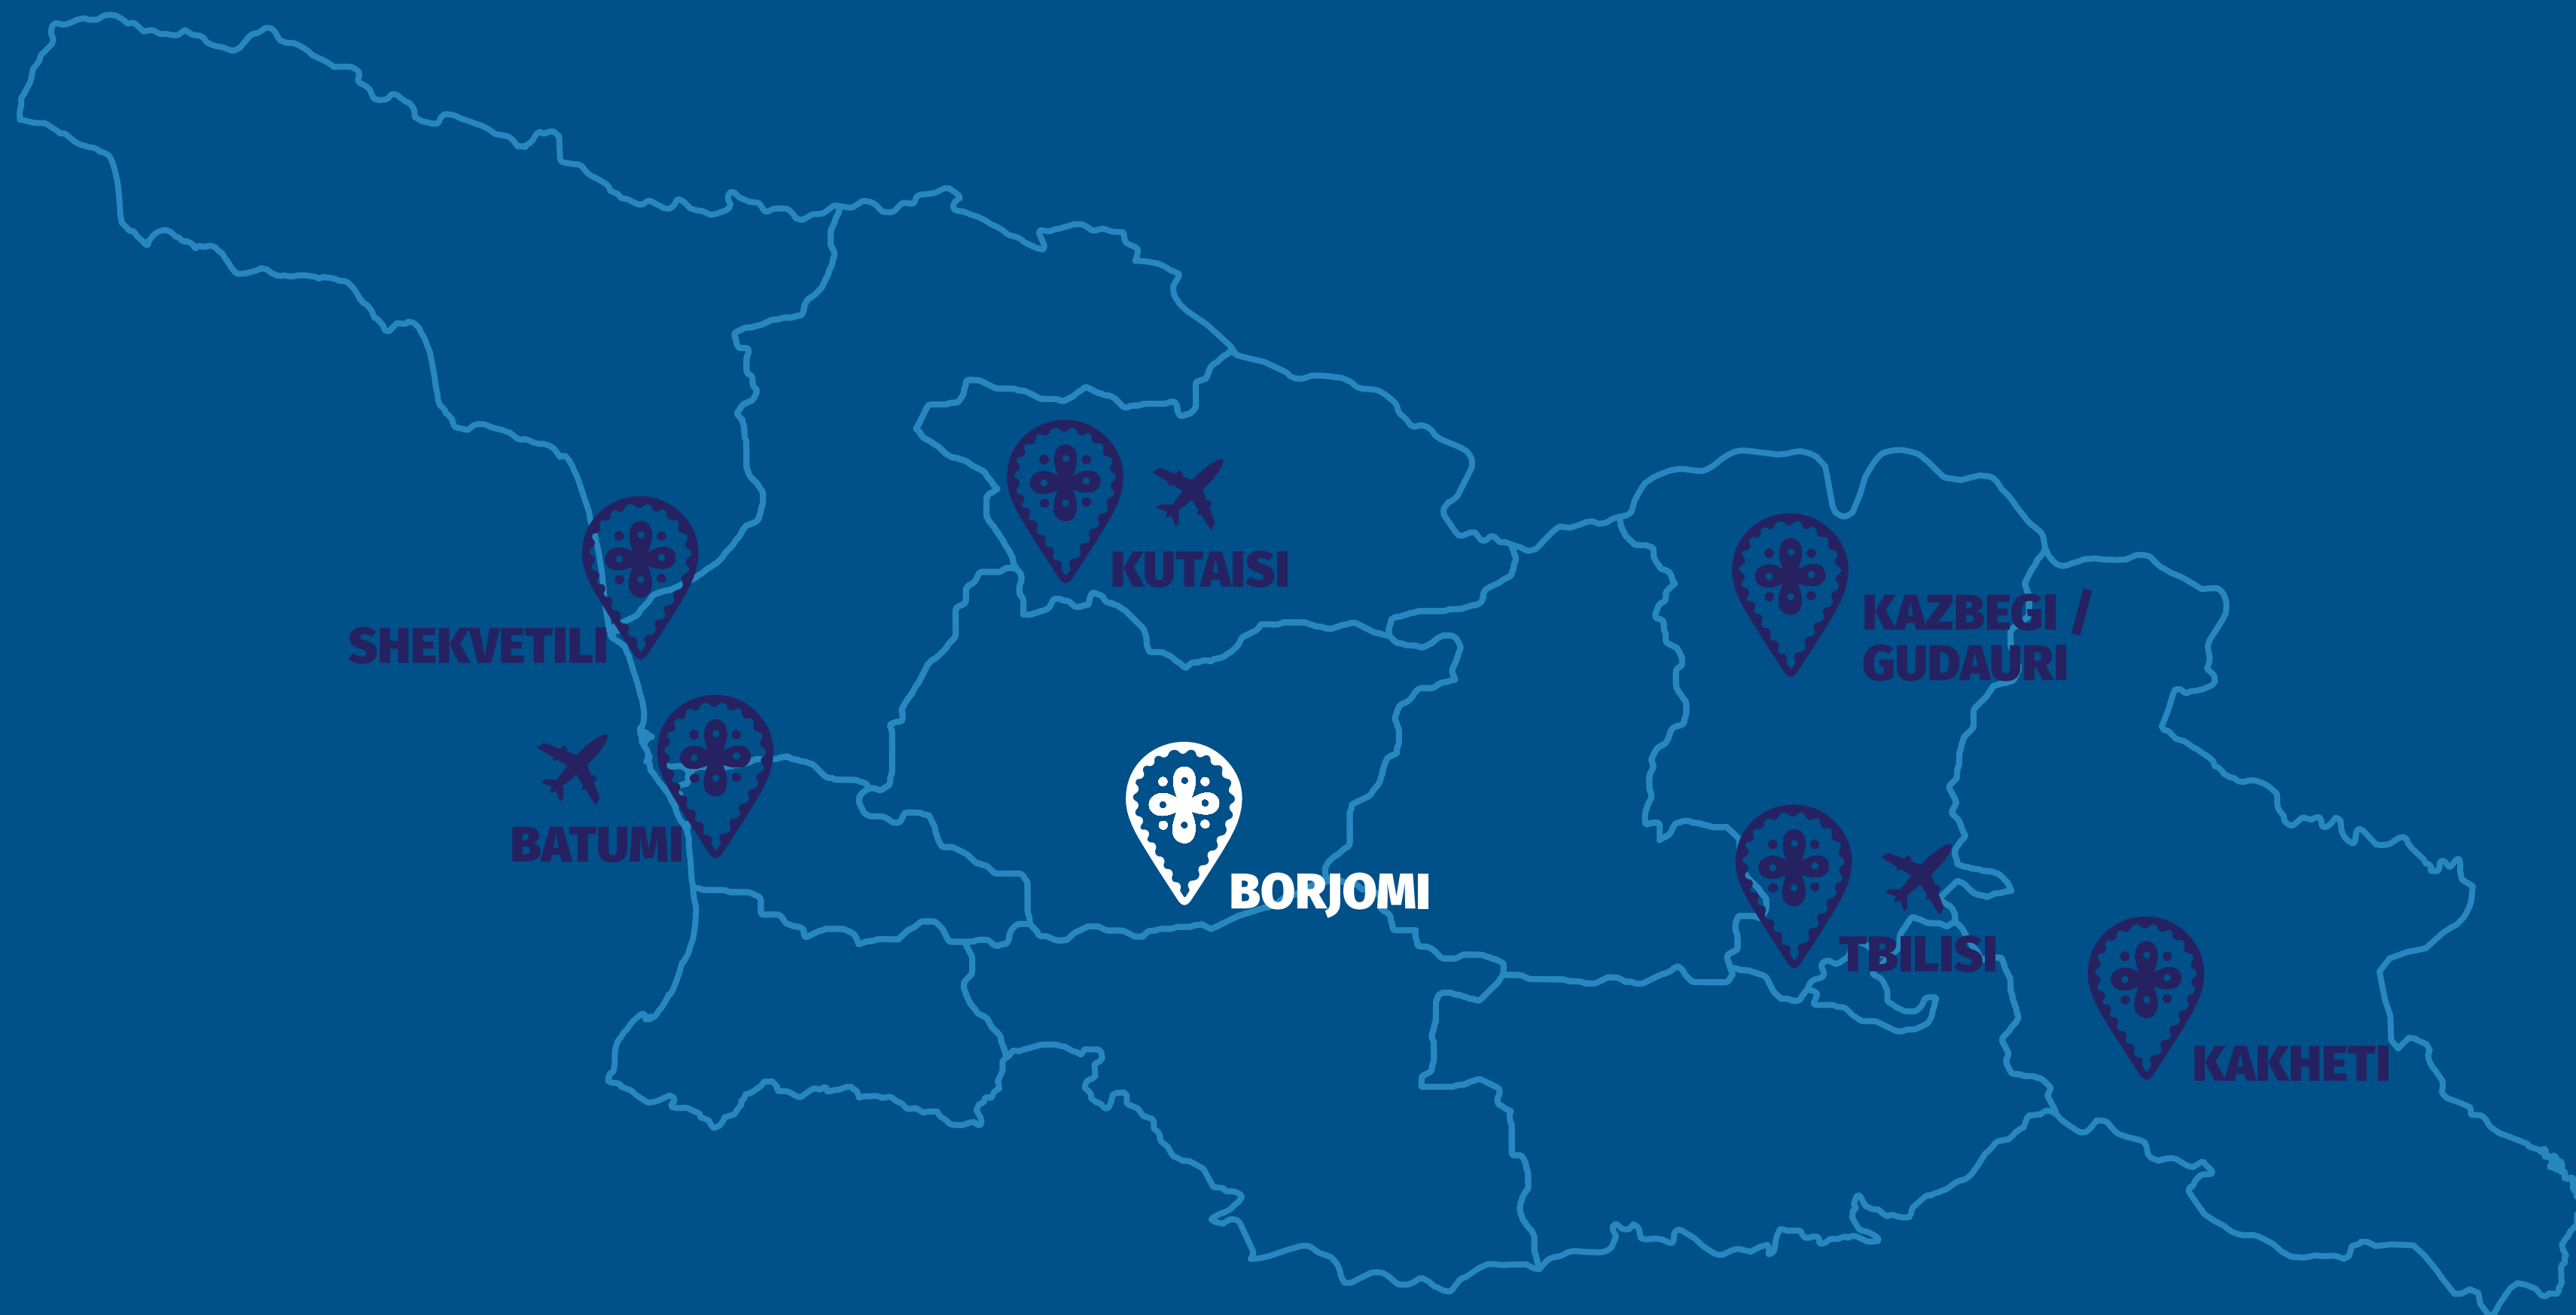 KUTAISI
KAZBEGI /
GUDAURI
SHEKVETILI
BATUMI
BORJOMI
TBILISI
KAKHETI